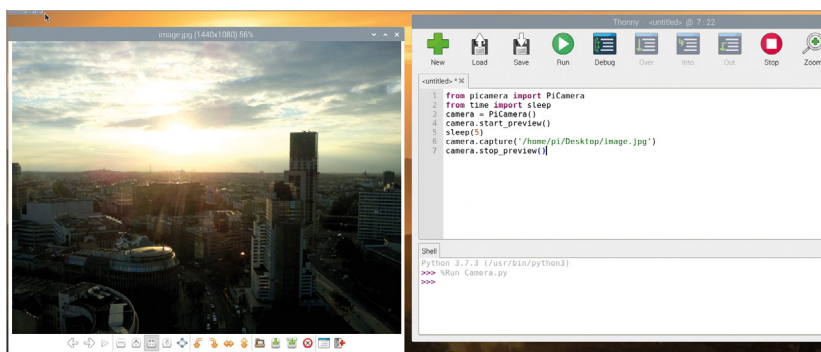 image.jpg (1440x1080) 56%
Thonny - <untitled> @ 7 : 22
New Load Save Run Debug Over Into Out Stop Zoom
<untitled> *
1 from picamera import PiCamera
2 from time import sleep
3 camera = PiCamera()
4 camera.start_preview()
5 sleep(5)
6 camera.capture('/home/pi/Desktop/image.jpg')
7 camera.stop_preview()
Shell
Python 3.7.3 (/usr/bin/python3)
>>> %Run Camera.py
>>>